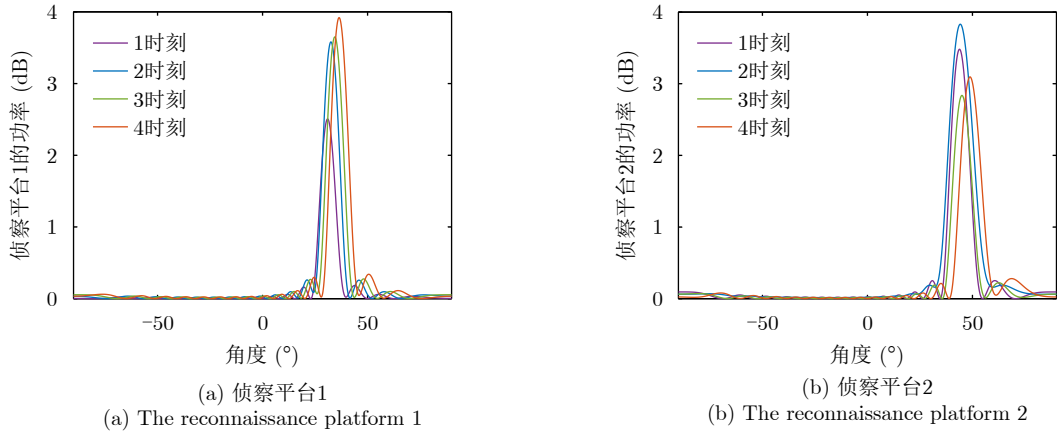 侦察平台1的功率 (dB)
4
3
2
1
0
1时刻
2时刻
3时刻
4时刻
−50
0
50
角度 (°)
(a) 侦察平台1
(a) The reconnaissance platform 1
侦察平台2的功率 (dB)
4
3
2
1
0
1时刻
2时刻
3时刻
4时刻
−50
0
50
角度 (°)
(b) 侦察平台2
(b) The reconnaissance platform 2